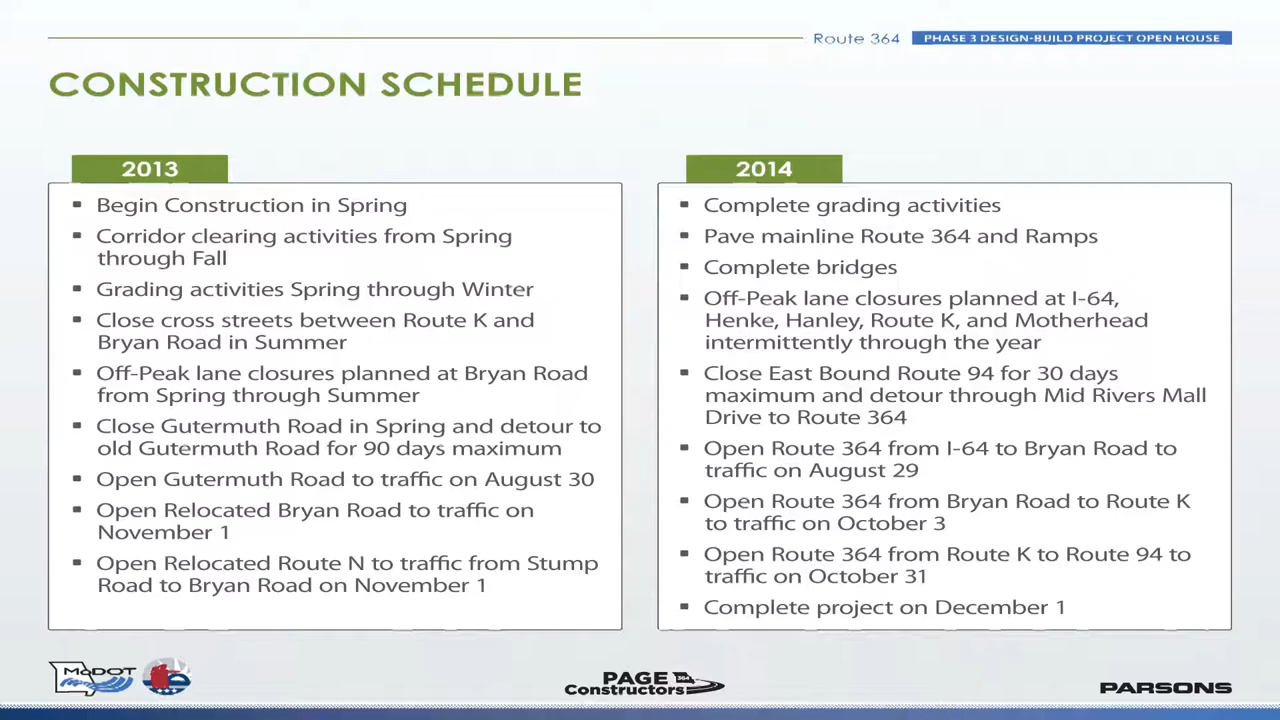 Route 364 PHASE 3 DESIGN-BUILD PROJECT OPEN HOUSE
CONSTRUCTION SCHEDULE
2013
▪ Begin Construction in Spring
▪ Corridor clearing activities from Spring
through Fall
▪ Grading activities Spring through Winter
▪ Close cross streets between Route K and
Bryan Road in Summer
▪ Off-Peak lane closures planned at Bryan Road
from Spring through Summer
▪ Close Gutermuth Road in Spring and detour to
old Gutermuth Road for 90 days maximum
▪ Open Gutermuth Road to traffic on August 30
▪ Open Relocated Bryan Road to traffic on
November 1
▪ Open Relocated Route N to traffic from Stump
Road to Bryan Road on November 1
2014
▪ Complete grading activities
▪ Pave mainline Route 364 and Ramps
▪ Complete bridges
▪ Off-Peak lane closures planned at I-64,
Henke, Hanley, Route K, and Motherhead
intermittently through the year
▪ Close East Bound Route 94 for 30 days
maximum and detour through Mid Rivers Mall
Drive to Route 364
▪ Open Route 364 from I-64 to Bryan Road to
traffic on August 29
▪ Open Route 364 from Bryan Road to Route K
to traffic on October 3
▪ Open Route 364 from Route K to Route 94 to
traffic on October 31
▪ Complete project on December 1
MoDOT
PAGE 364
Constructors
PARSONS